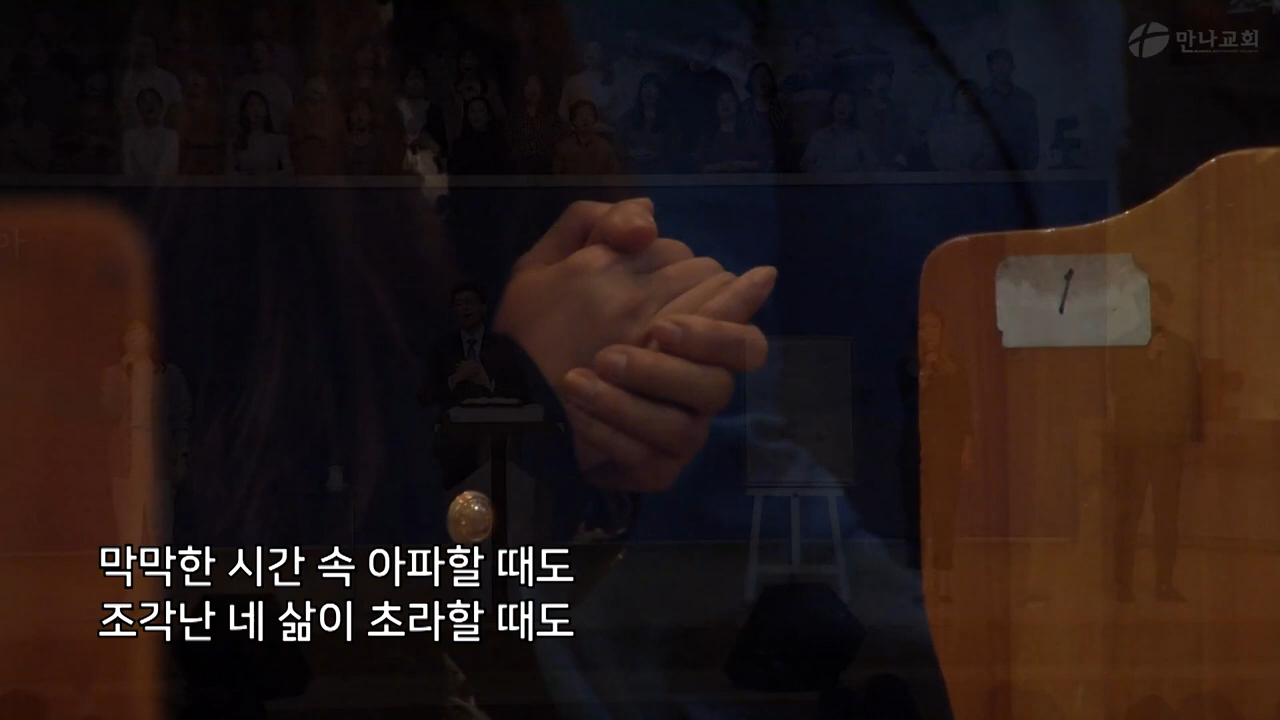 만나교회
아
막막한 시간 속 아파할 때도
조각난 네 삶이 초라할 때도